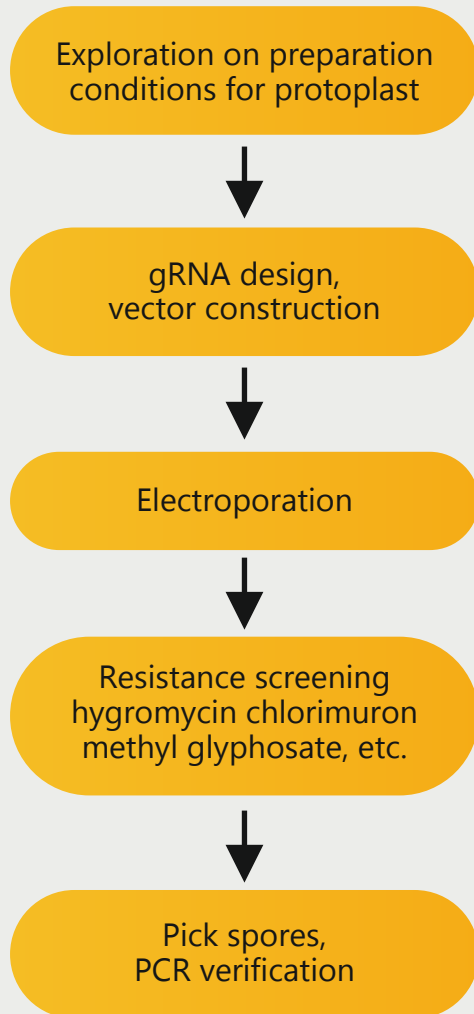 Exploration on preparation
conditions for protoplast
gRNA design,
vector construction
Electroporation
Resistance screening
hygromycin chlorimuron
methyl glyphosate, etc.
Pick spores,
PCR verification